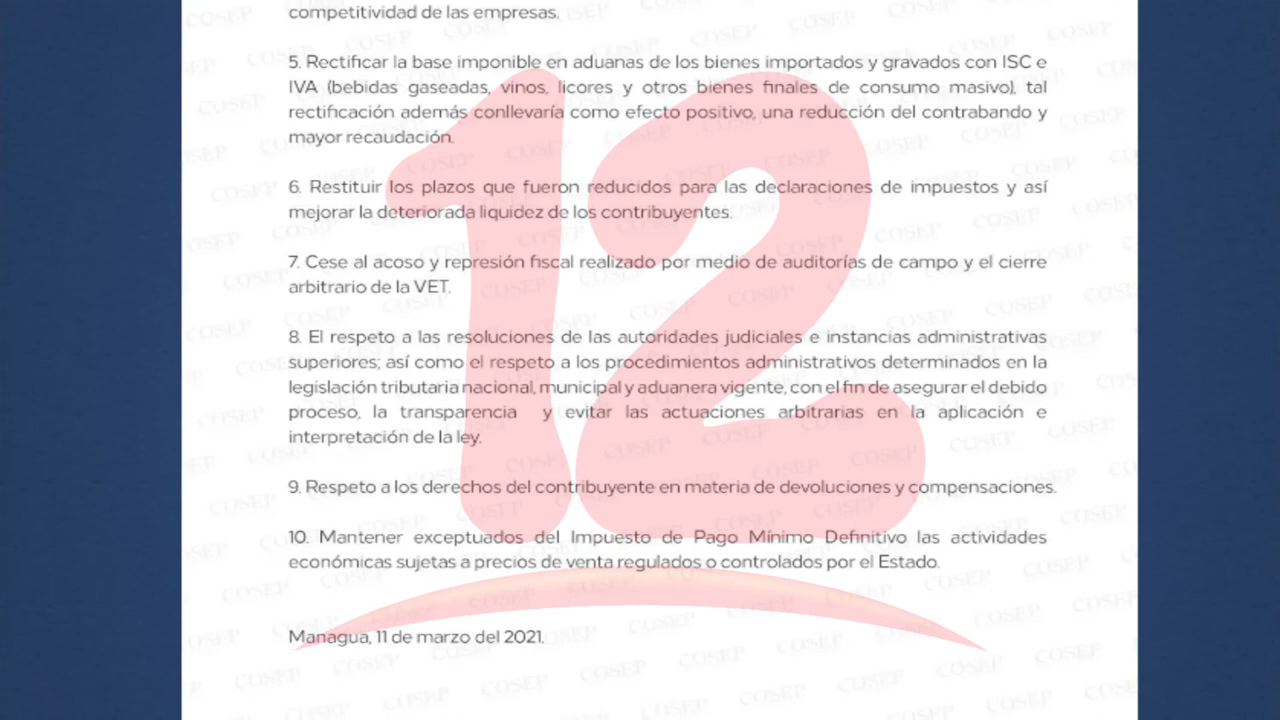 competitividad de las empresas.
5. Rectificar la base imponible en aduanas de los bienes importados y gravados con ISC e
IVA (bebidas gaseadas, vinos, licores y otros bienes finales de consumo masivo), tal
rectificación además conllevaría como efecto positivo, una reducción del contrabando y
mayor recaudación.
6. Restituir los plazos que fueron reducidos para las declaraciones de impuestos y así
mejorar la deteriorada liquidez de los contribuyentes.
7. Cese al acoso y represión fiscal realizado por medio de auditorías de campo y el cierre
arbitrario de la VET.
8. El respeto a las resoluciones de las autoridades judiciales e instancias administrativas
superiores; así como el respeto a los procedimientos administrativos determinados en la
legislación tributaria nacional, municipal y aduanera vigente, con el fin de asegurar el debido
proceso, la transparencia y evitar las actuaciones arbitrarias en la aplicación e
interpretación de la ley.
9. Respeto a los derechos del contribuyente en materia de devoluciones y compensaciones.
10. Mantener exceptuados del Impuesto de Pago Mínimo Definitivo las actividades
económicas sujetas a precios de venta regulados o controlados por el Estado.
Managua, 11 de marzo del 2021.
12
COSEP